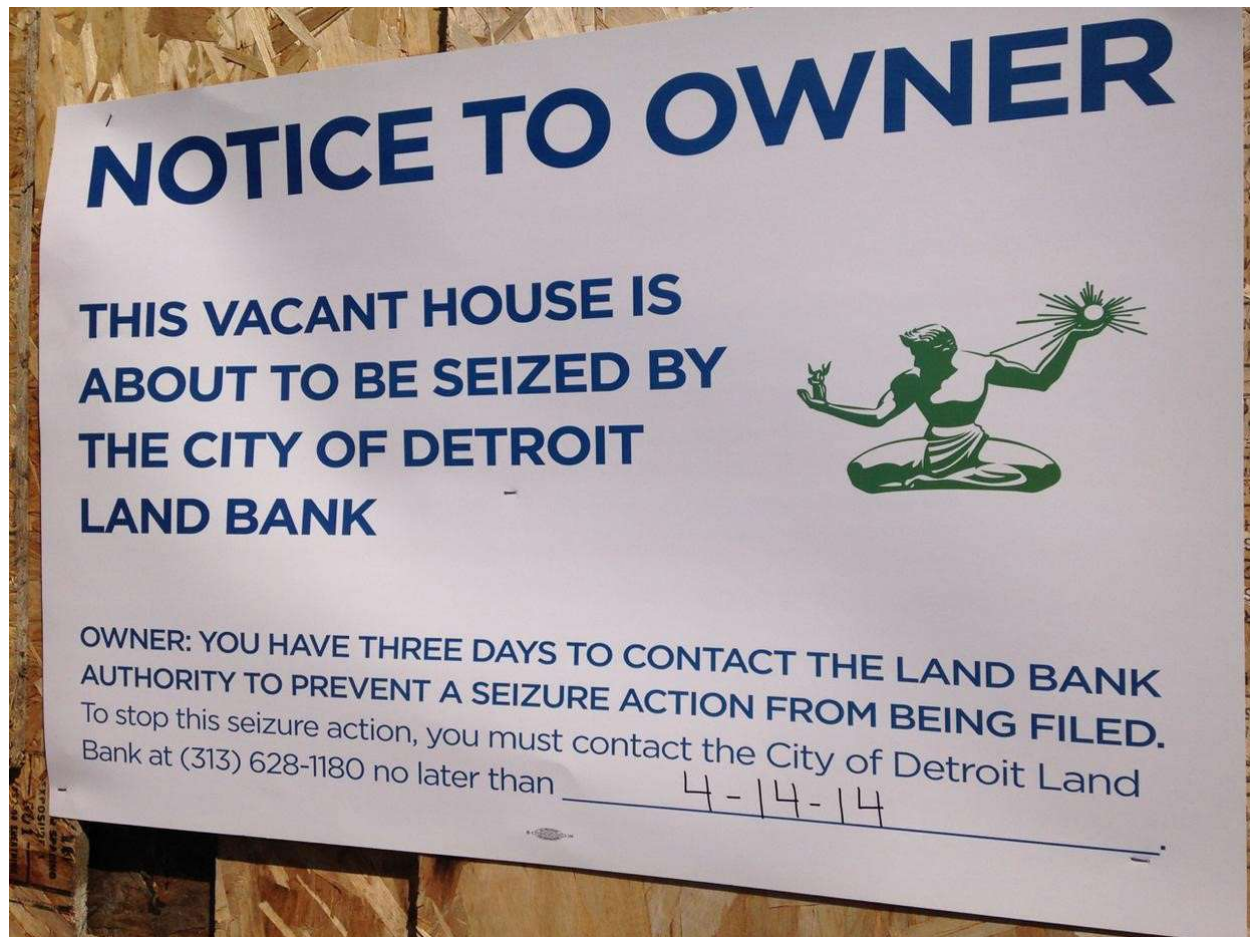 NOTICE TO OWNER
THIS VACANT HOUSE IS
ABOUT TO BE SEIZED BY
THE CITY OF DETROIT
LAND BANK
OWNER: YOU HAVE THREE DAYS TO CONTACT THE LAND BANK
AUTHORITY TO PREVENT A SEIZURE ACTION FROM BEING FILED.
To stop this seizure action, you must contact the City of Detroit Land
Bank at (313) 628-1180 no later than 4-14-14.